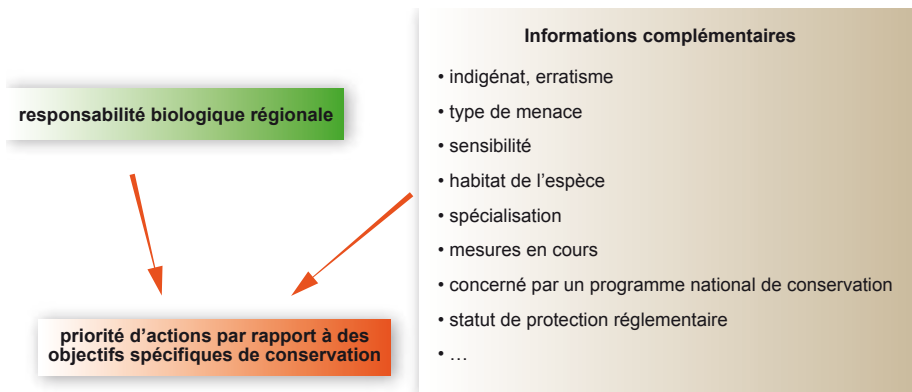 responsabilité biologique régionale
priorité d’actions par rapport à des
objectifs spécifiques de conservation
Informations complémentaires
• indigénat, erratisme
• type de menace
• sensibilité
• habitat de l’espèce
• spécialisation
• mesures en cours
• concerné par un programme national de conservation
• statut de protection réglementaire
• …